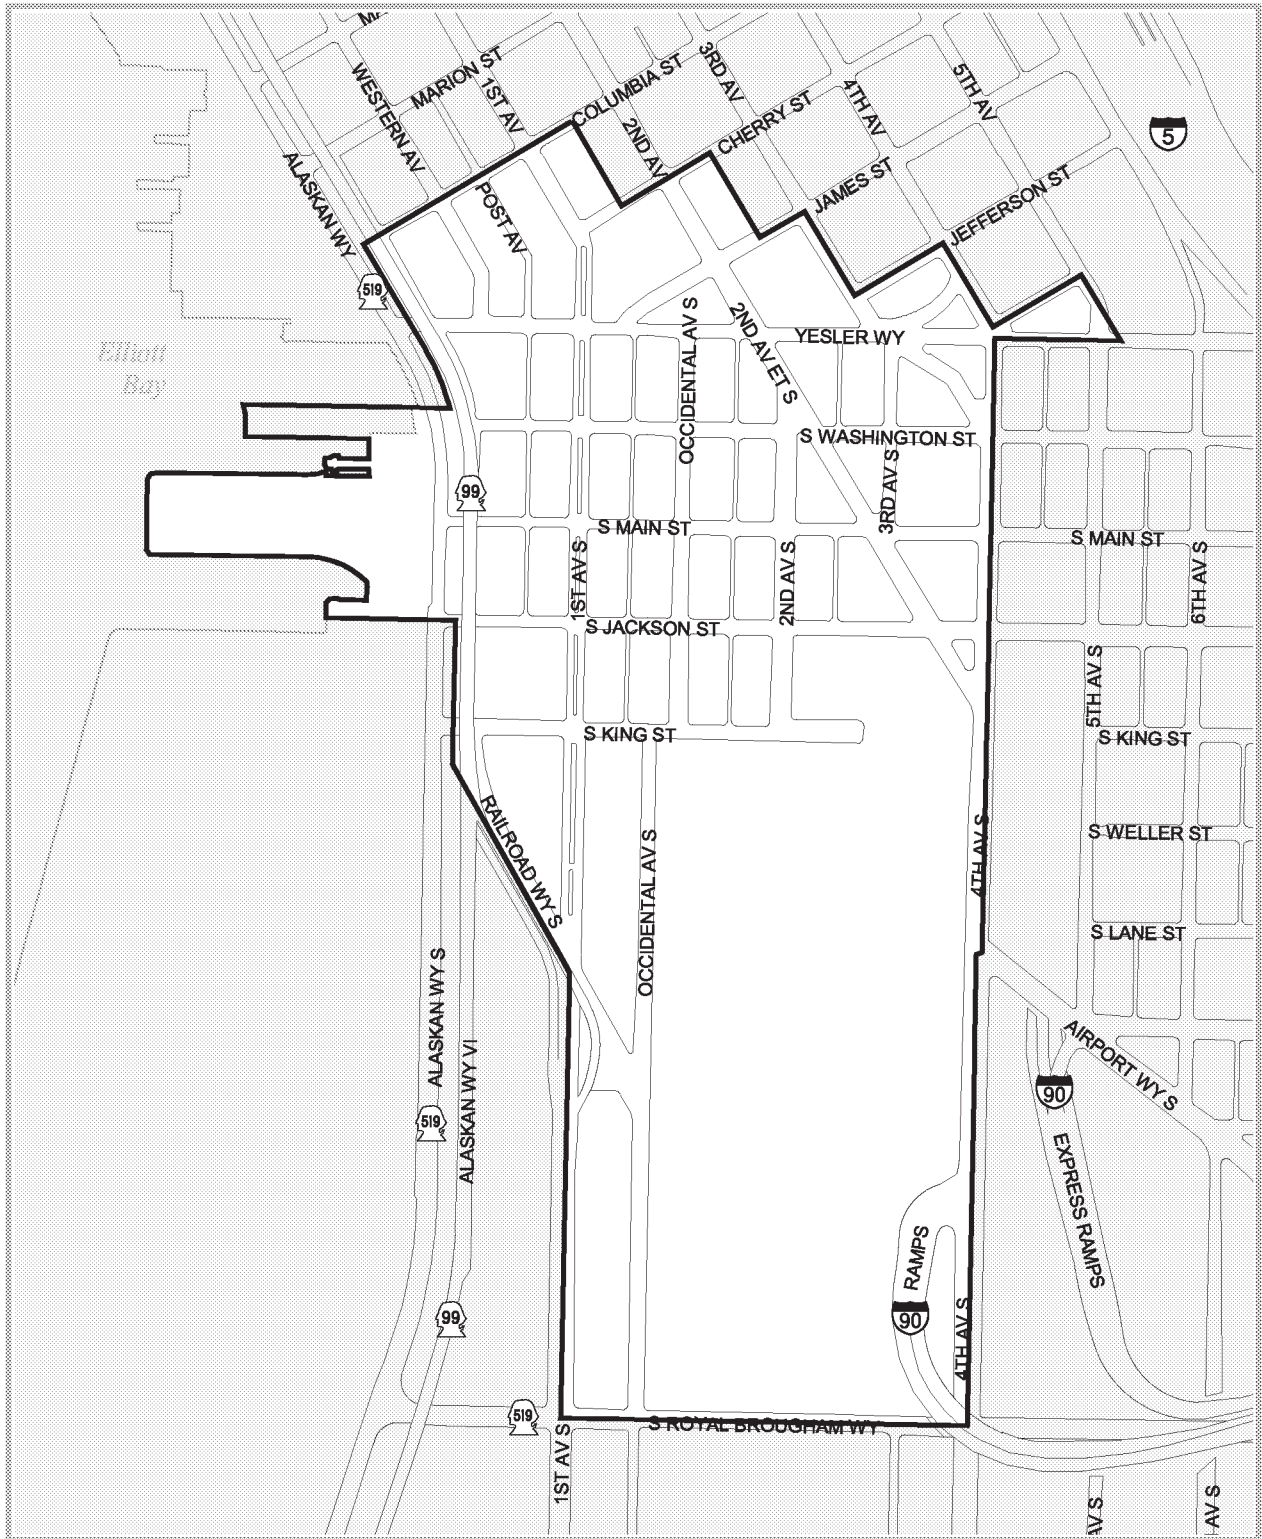 MARION ST
WESTERN AV
1ST AV
COLUMBIA ST
3RD AV
2ND AV
CHERRY ST
4TH AV
5TH AV
5
ALASKAN WY
POST AV
JAMES ST
JEFFERSON ST
519
Elliott
Bay
OCCIDENTAL AV S
2ND AV ET S
YESLER WY
S WASHINGTON ST
99
3RD AV S
S MAIN ST
S MAIN ST
1ST AV S
2ND AV S
6TH AV S
S JACKSON ST
5TH AV S
S KING ST
S KING ST
RAILROAD WY S
OCCIDENTAL AV S
4TH AV S
S WELLER ST
S LANE ST
ALASKAN WY S
ALASKAN WY VI
AIRPORT WY S
90
519
EXPRESS RAMPS
RAMPS
90
99
4TH AV S
519
S ROYAL BROUGHAM WY
1ST AV S
AV S
AV S